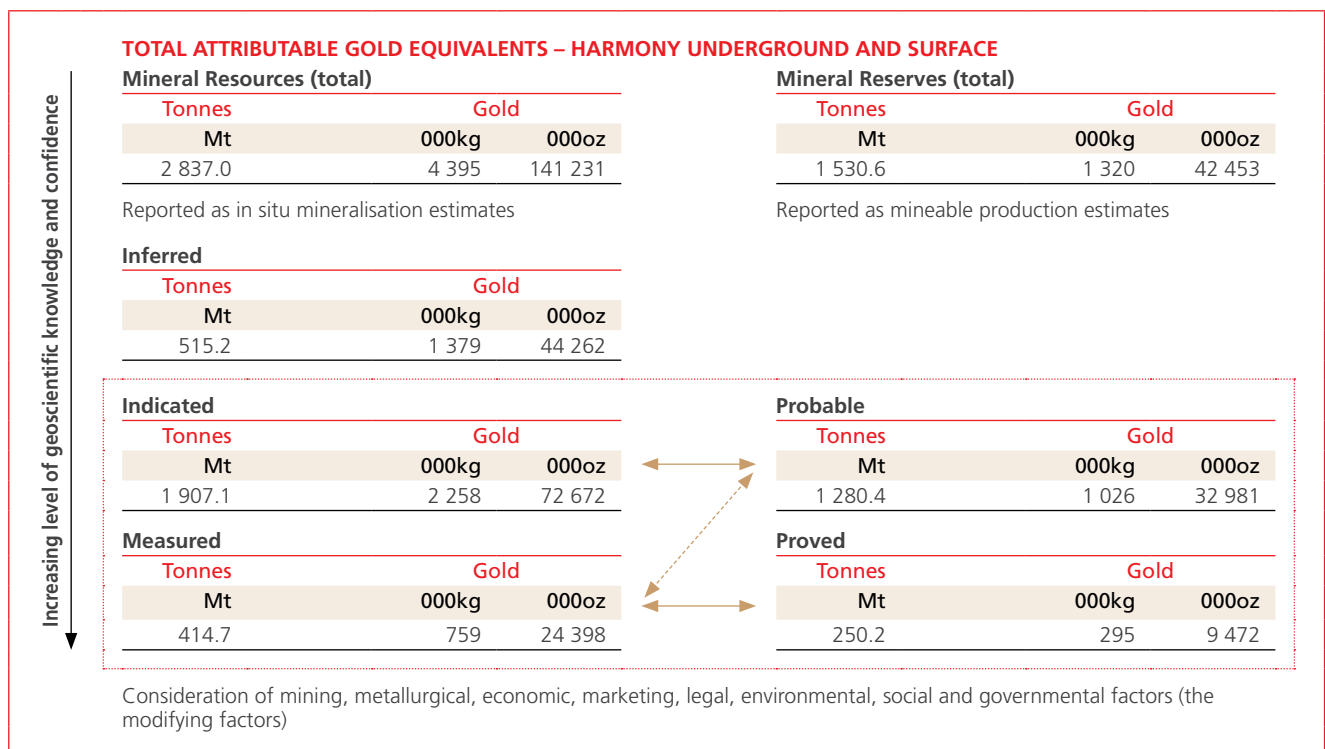 TOTAL ATTRIBUTABLE GOLD EQUIVALENTS – HARMONY UNDERGROUND AND SURFACE
Increasing level of geoscientific knowledge and confidence
Mineral Resources (total)
Tonnes Gold
Mt 000kg 000oz
2 837.0 4 395 141 231
Reported as in situ mineralisation estimates
Mineral Reserves (total)
Tonnes Gold
Mt 000kg 000oz
1 530.6 1 320 42 453
Reported as mineable production estimates
Inferred
Tonnes Gold
Mt 000kg 000oz
515.2 1 379 44 262
Indicated
Tonnes Gold
Mt 000kg 000oz
1 907.1 2 258 72 672
Probable
Tonnes Gold
Mt 000kg 000oz
1 280.4 1 026 32 981
Measured
Tonnes Gold
Mt 000kg 000oz
414.7 759 24 398
Proved
Tonnes Gold
Mt 000kg 000oz
250.2 295 9 472
Consideration of mining, metallurgical, economic, marketing, legal, environmental, social and governmental factors (the
modifying factors)